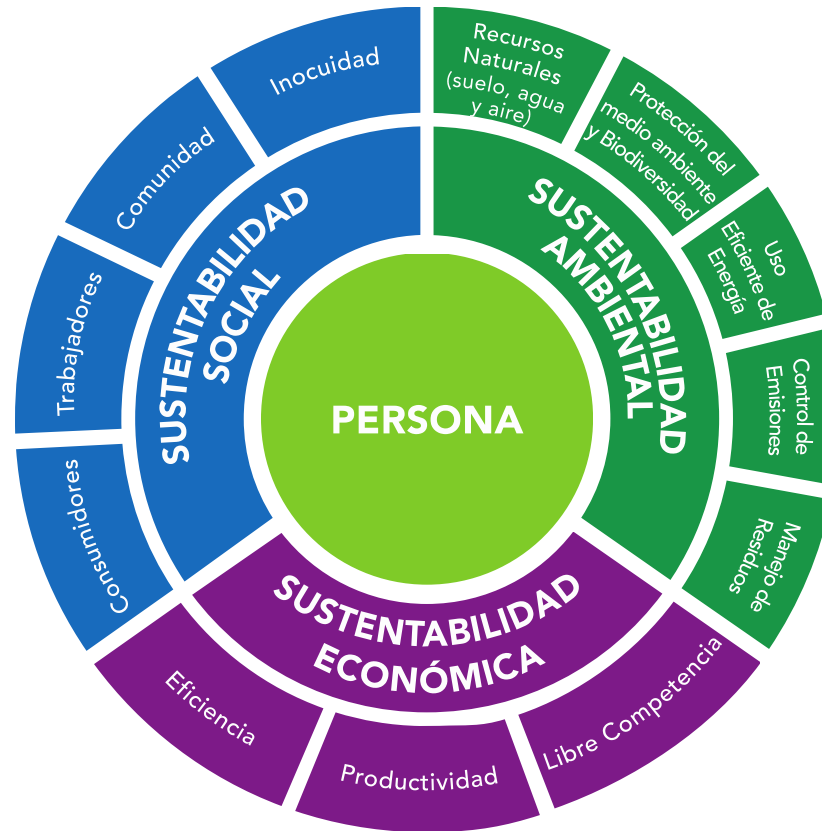 Inocuidad
Comunidad
Trabajadores
Consumidores
SUSTENTABILIDAD
SOCIAL
Recursos
Naturales
(suelo, agua
y aire)
Protección del
medio ambiente
y Biodiversidad
Uso
Eficiente de
Energía
Control de
Emisiones
Manejo de
Residuos
SUSTENTABILIDAD
AMBIENTAL
PERSONA
SUSTENTABILIDAD
ECONÓMICA
Eficiencia
Productividad
Libre Competencia